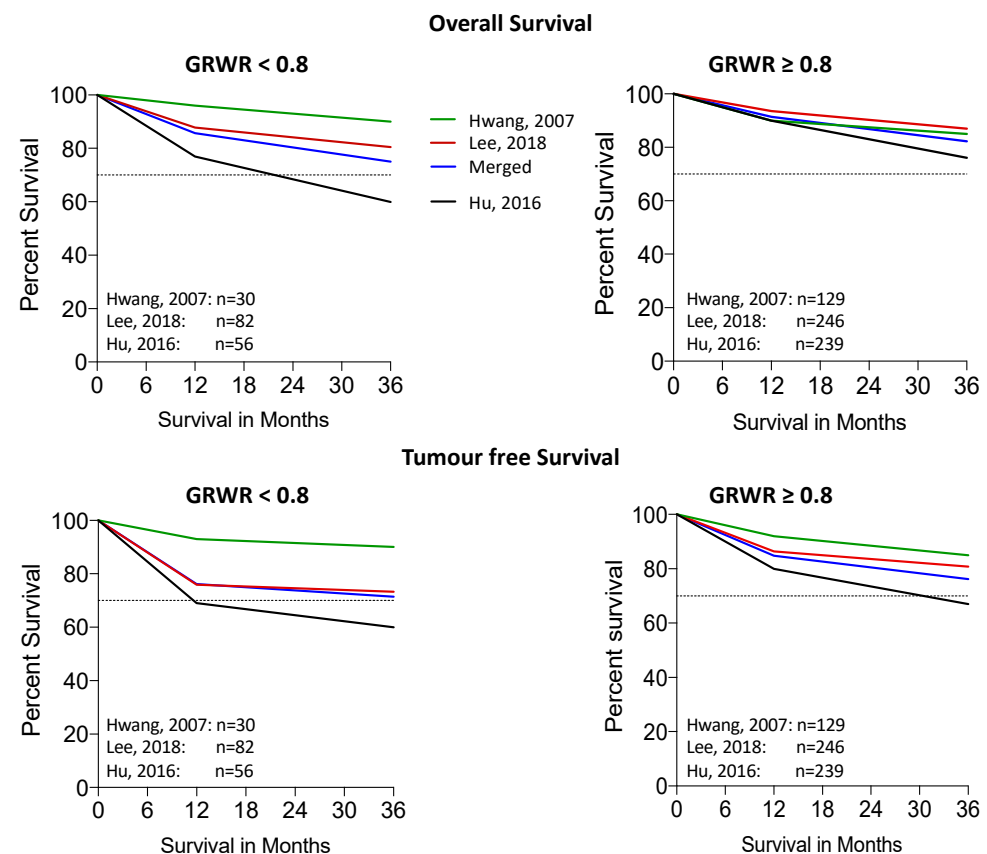 Overall Survival
GRWR < 0.8
GRWR ≥ 0.8
Percent Survival
100
80
60
40
20
0
Hwang, 2007: n=30
Lee, 2018: n=82
Hu, 2016: n=56
0 6 12 18 24 30 36
Survival in Months
Hwang, 2007
Lee, 2018
Merged
Hu, 2016
Percent Survival
100
80
60
40
20
0
Hwang, 2007: n=129
Lee, 2018: n=246
Hu, 2016: n=239
0 6 12 18 24 30 36
Survival in Months
Tumour free Survival
GRWR < 0.8
GRWR ≥ 0.8
Percent Survival
100
80
60
40
20
0
Hwang, 2007: n=30
Lee, 2018: n=82
Hu, 2016: n=56
0 6 12 18 24 30 36
Survival in Months
Percent survival
100
80
60
40
20
0
Hwang, 2007: n=129
Lee, 2018: n=246
Hu, 2016: n=239
0 6 12 18 24 30 36
Survival in Months